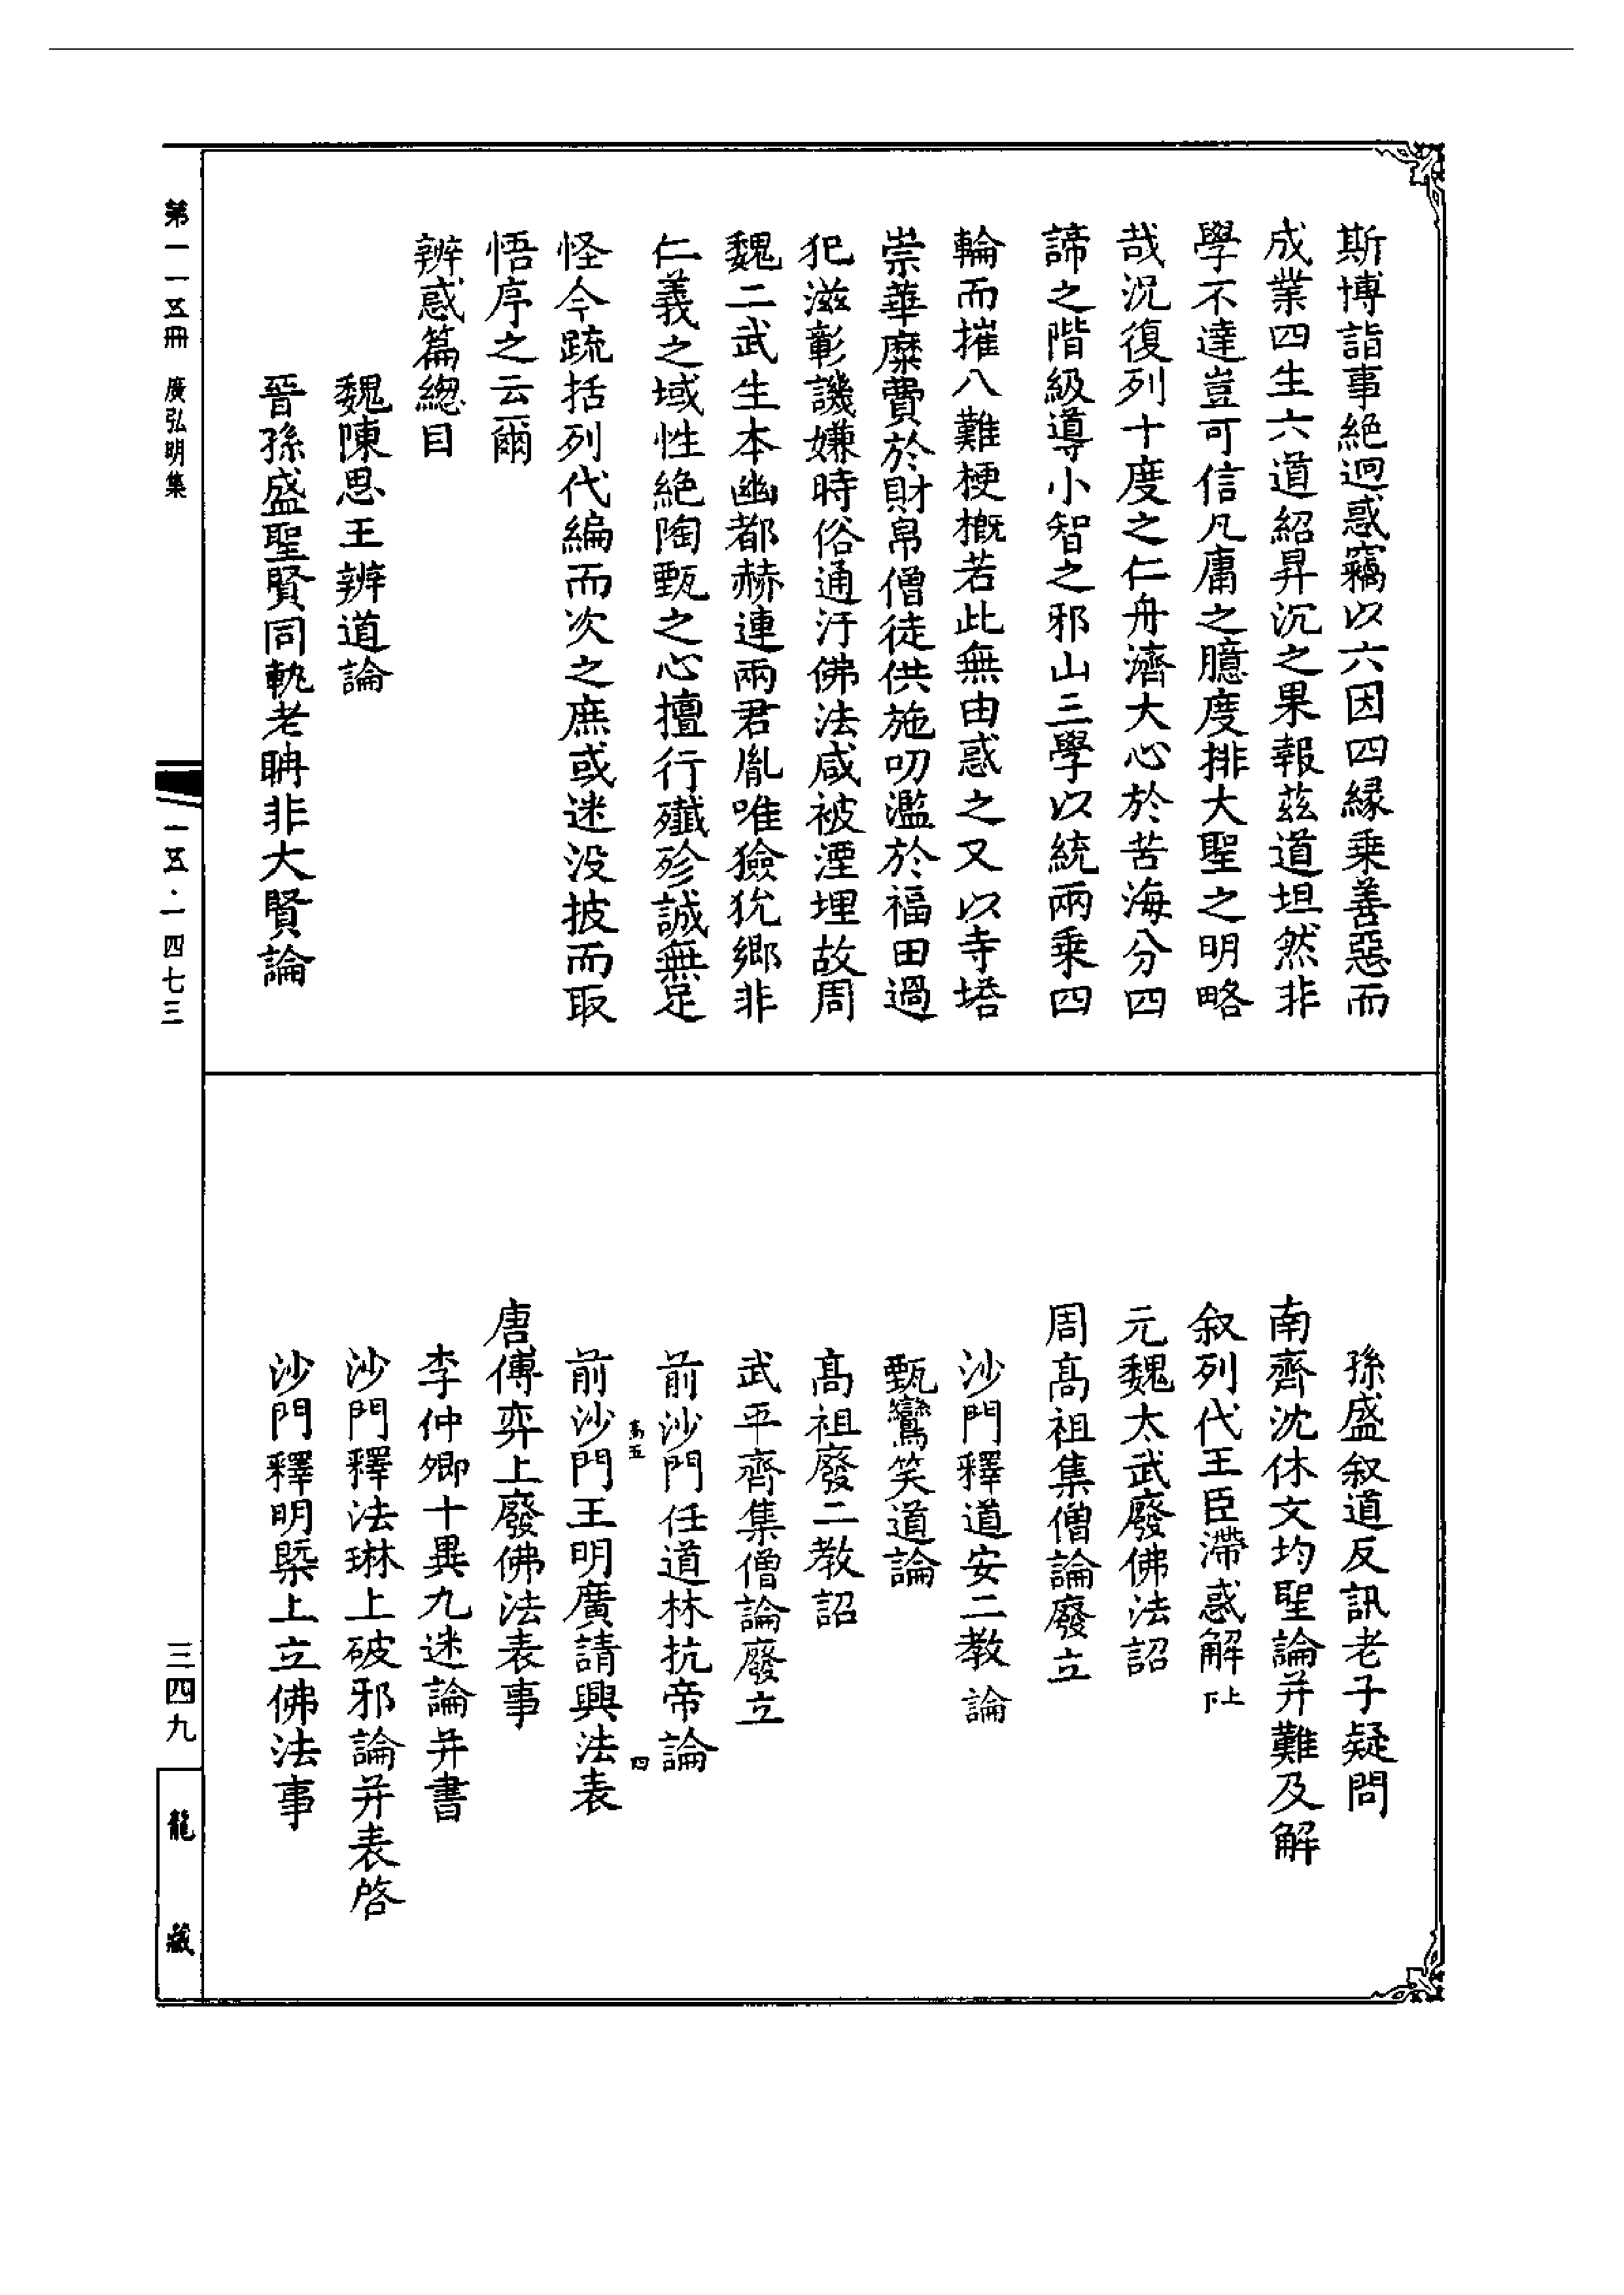 斯博詣事絶迥惑竊以六因四緣乗善惡而
成業四生六道紹昇沉之果報茲道坦然非
學不達豈可信凡庸之臆度排大聖之明略
哉況復列十度之仁舟濟大心於苦海分四
諦之階級導小智之邪山三學以統兩乗四
輪而摧八難梗概若此無由惑之又以寺塔
崇華糜費於財帛僧徒供施叨濫於福田過
犯滋彰譏嫌時俗通汙佛法咸被湮埋故周
魏二武生本幽都赫連兩君胤唯獫狁鄉非
仁義之域性絶陶甄之心擅行殱殄誠無足
怪今疏括列代編而次之庶或迷没披而取
悟序之云爾
辨惑篇總目
魏陳思王辨道論
晉孫盛聖賢同軌老聃非大賢論
孫盛叙道反訊老子疑問
南齊沈休文均聖論并難及解
叙列代王臣滯惑解上下
元魏太武廢佛法詔
周髙祖集僧論廢立
沙門釋道安二教論
甄鸞笑道論
髙祖廢二教詔
武平齊集僧論廢立
前沙門任道林抗帝論
四
前沙門王明廣請興法表
唐傅弈上廢佛法表事
李仲卿十異九迷論并書
沙門釋法琳上破邪論并表啓
沙門釋明槩上立佛法事
第一一五冊 廣弘明集
一五·一四七三
三四九
龍藏